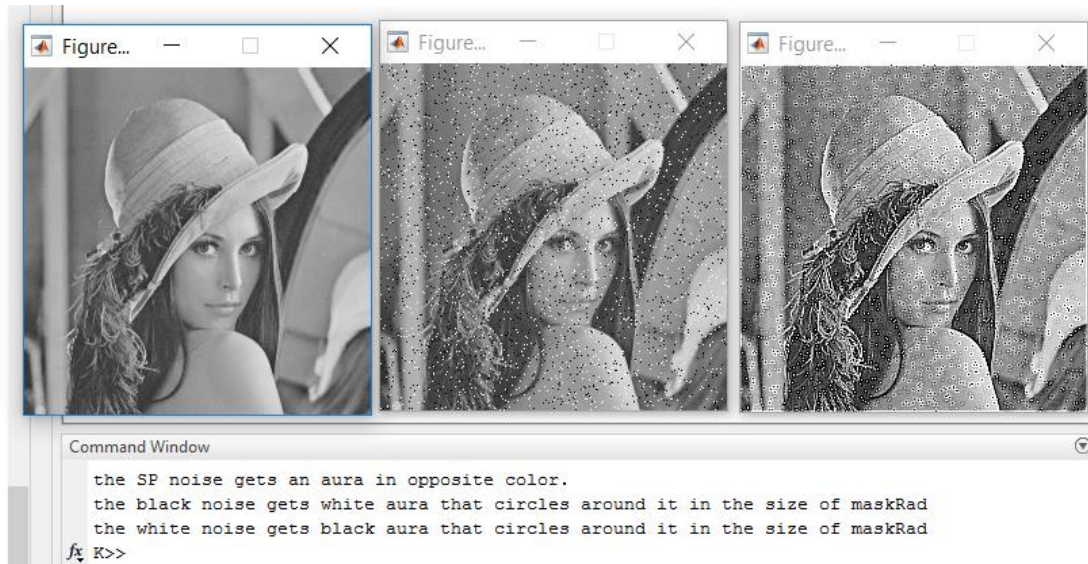 Figure...
Figure...
Figure...
Command Window
the SP noise gets an aura in opposite color.
the black noise gets white aura that circles around it in the size of maskRad
the white noise gets black aura that circles around it in the size of maskRad
fx K>>